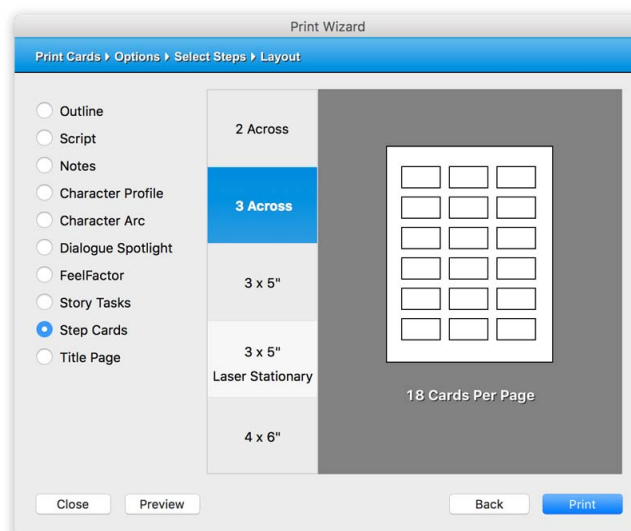 Print Wizard
Print Cards › Options › Select Steps › Layout
Outline
Script
Notes
Character Profile
Character Arc
Dialogue Spotlight
FeelFactor
Story Tasks
Step Cards
Title Page
2 Across
3 Across
3 x 5"
3 x 5"
Laser Stationary
4 x 6"
18 Cards Per Page
Close
Preview
Back
Print